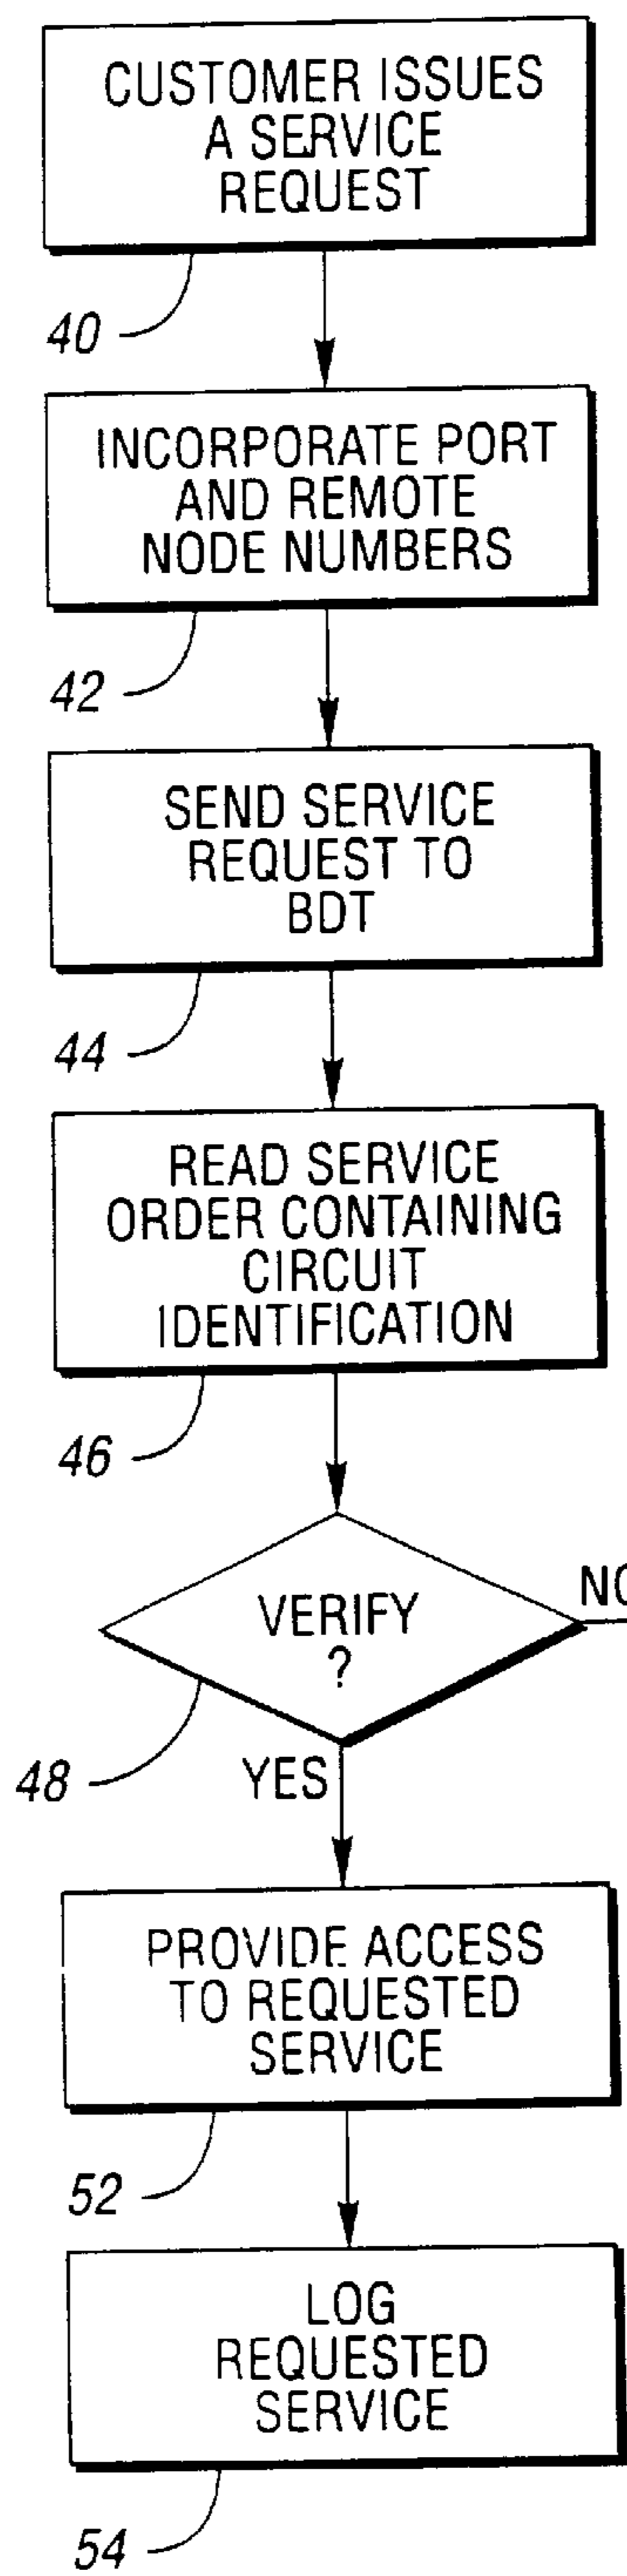 CUSTOMER ISSUES
A SERVICE
REQUEST
40
INCORPORATE PORT
AND REMOTE
NODE NUMBERS
42
SEND SERVICE
REQUEST TO
BDT
44
READ SERVICE
ORDER CONTAINING
CIRCUIT
IDENTIFICATION
46
VERIFY
?
NO
48
YES
PROVIDE ACCESS
TO REQUESTED
SERVICE
52
LOG
REQUESTED
SERVICE
54